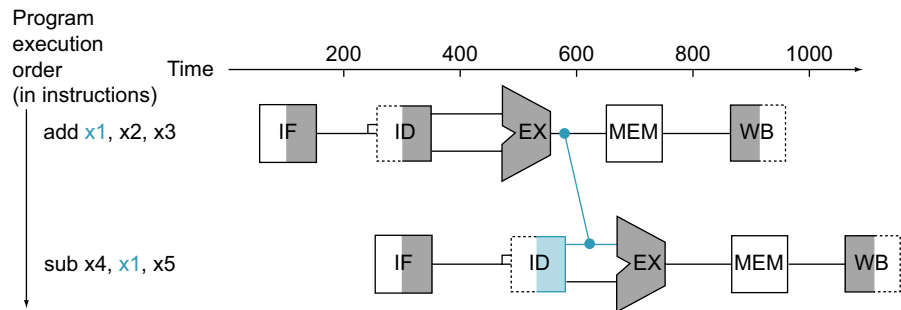 Program
execution
order
(in instructions)
Time
200 400 600 800 1000
add x1, x2, x3
IF ID EX MEM WB
sub x4, x1, x5
IF ID EX MEM WB